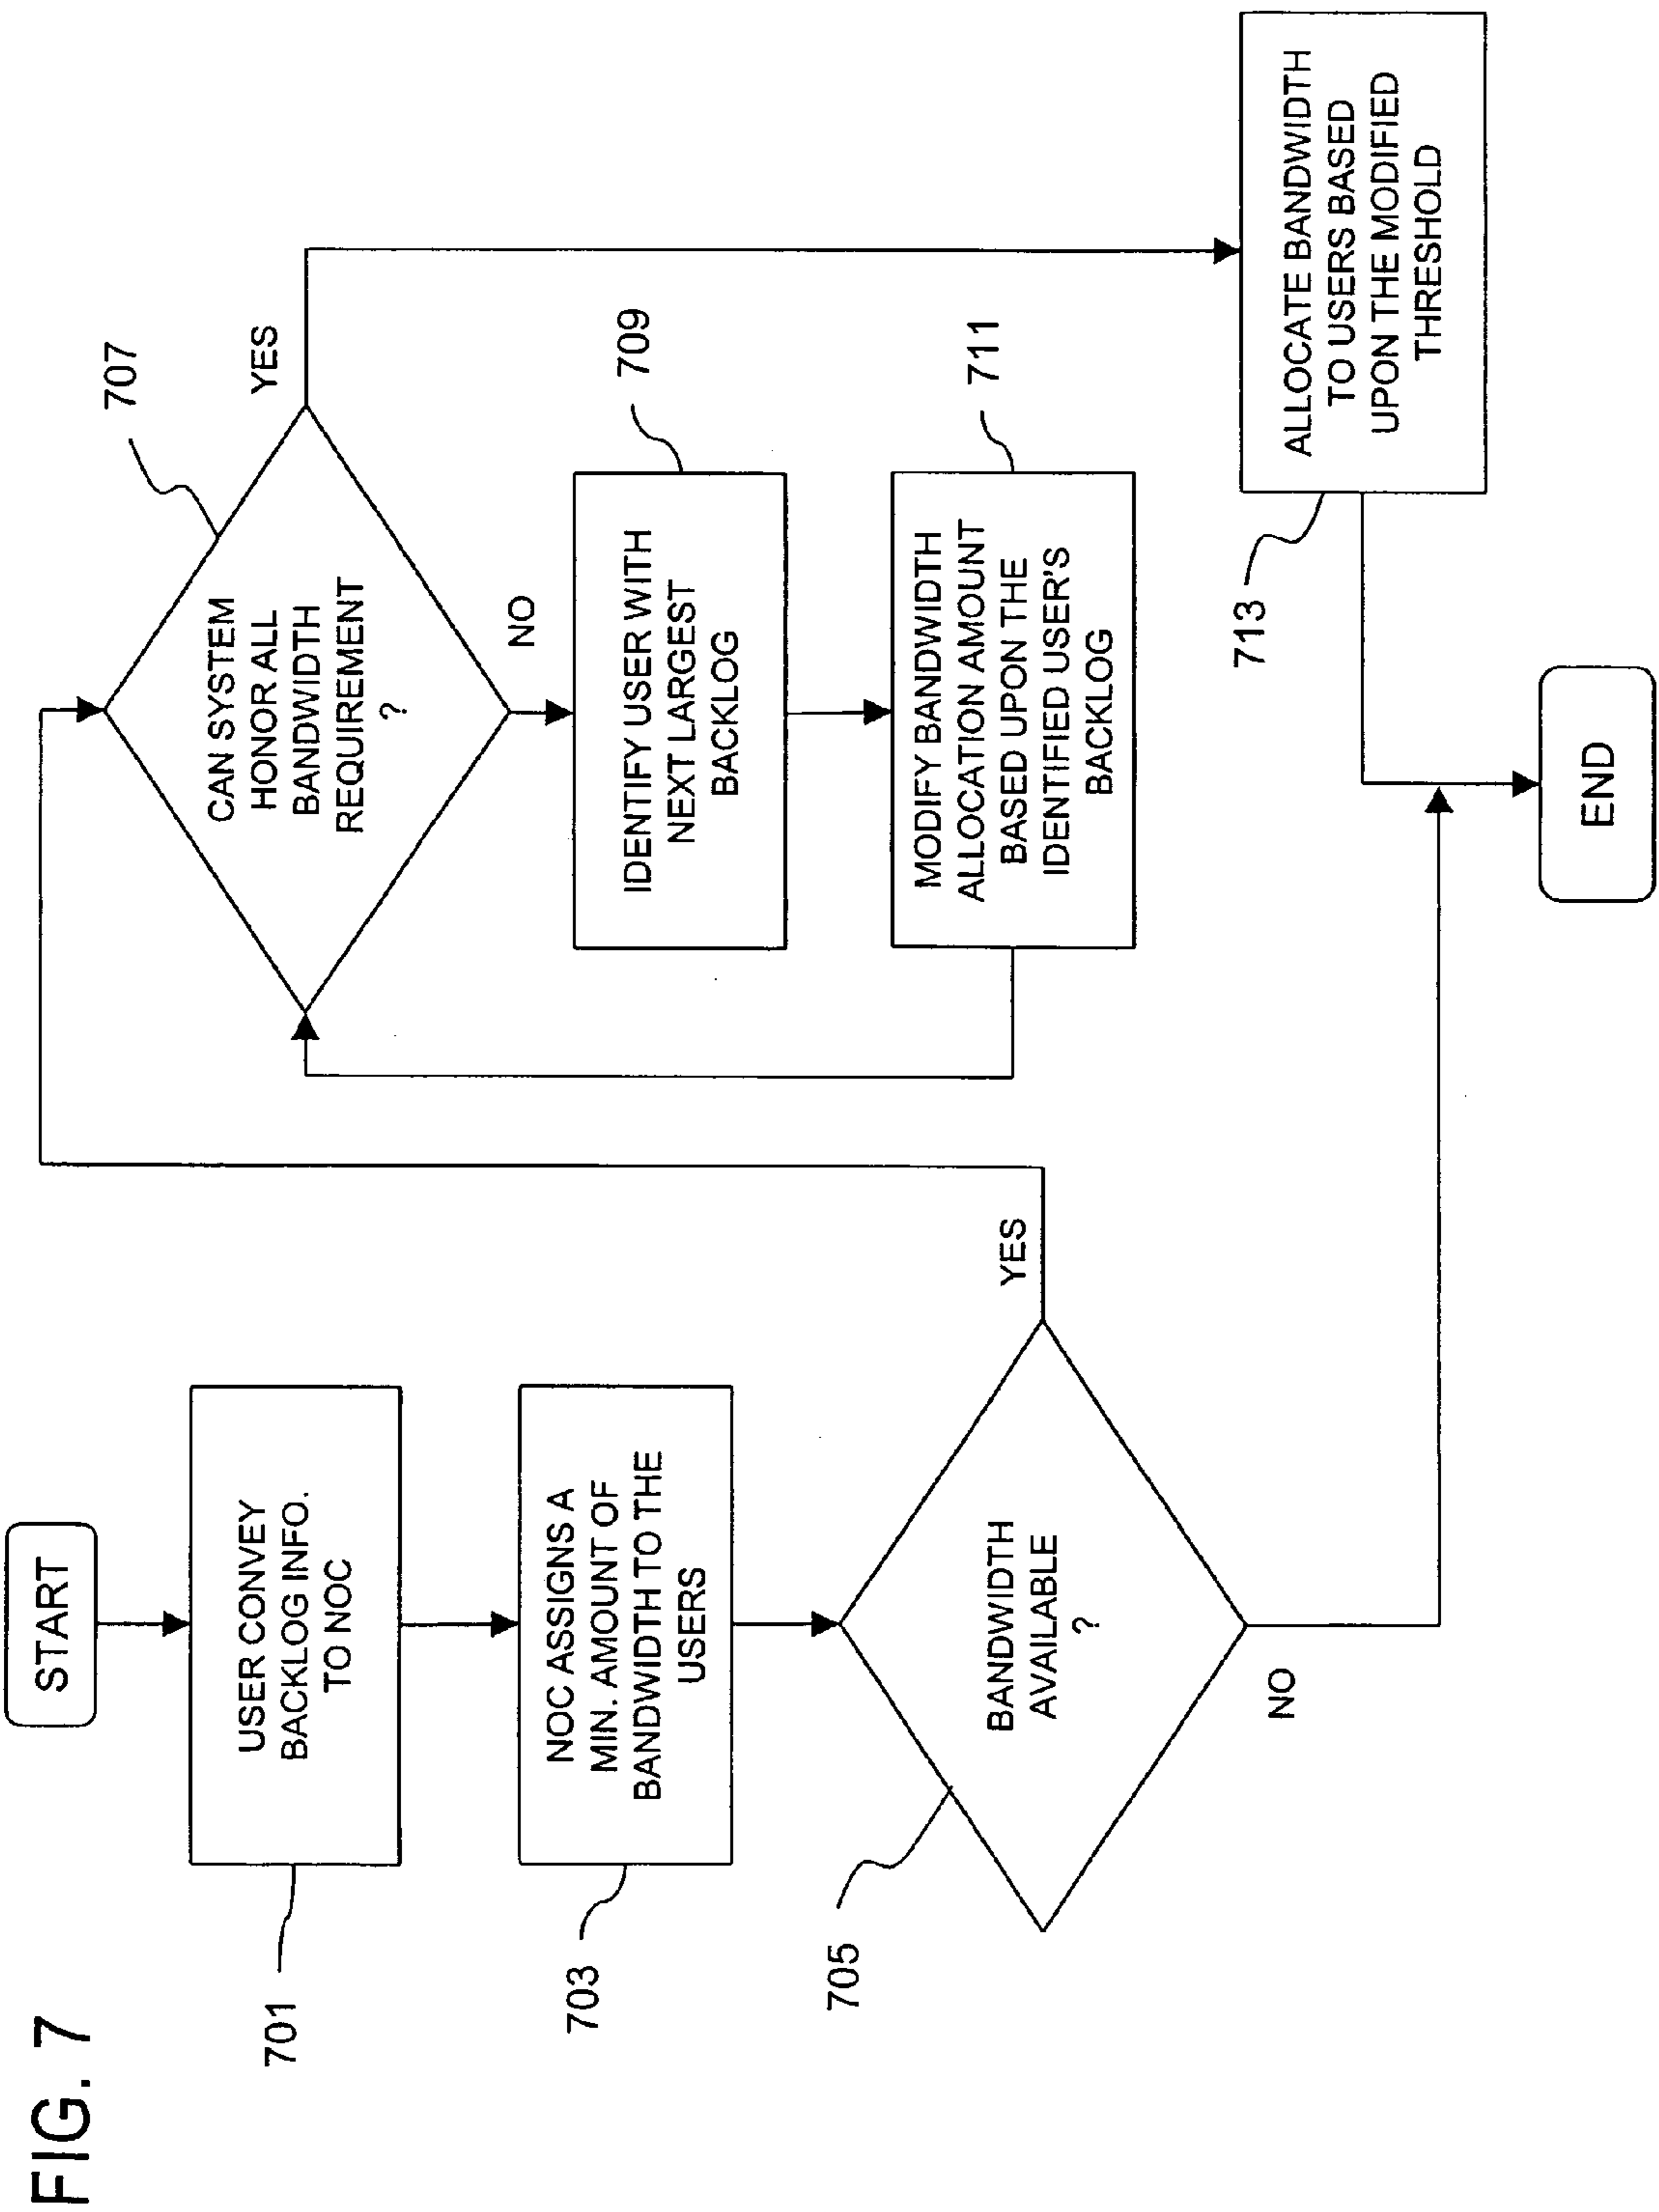 FIG. 7
START
USER CONVEY
BACKLOG INFO.
TO NOC
701
NOC ASSIGNS A
MIN. AMOUNT OF
BANDWIDTH TO THE
USERS
703
BANDWIDTH
AVAILABLE
?
705
YES
NO
CAN SYSTEM
HONOR ALL
BANDWIDTH
REQUIREMENT
?
707
YES
NO
IDENTIFY USER WITH
NEXT LARGEST
BACKLOG
709
MODIFY BANDWIDTH
ALLOCATION AMOUNT
BASED UPON THE
IDENTIFIED USER'S
BACKLOG
711
ALLOCATE BANDWIDTH
TO USERS BASED
UPON THE MODIFIED
THRESHOLD
713
END